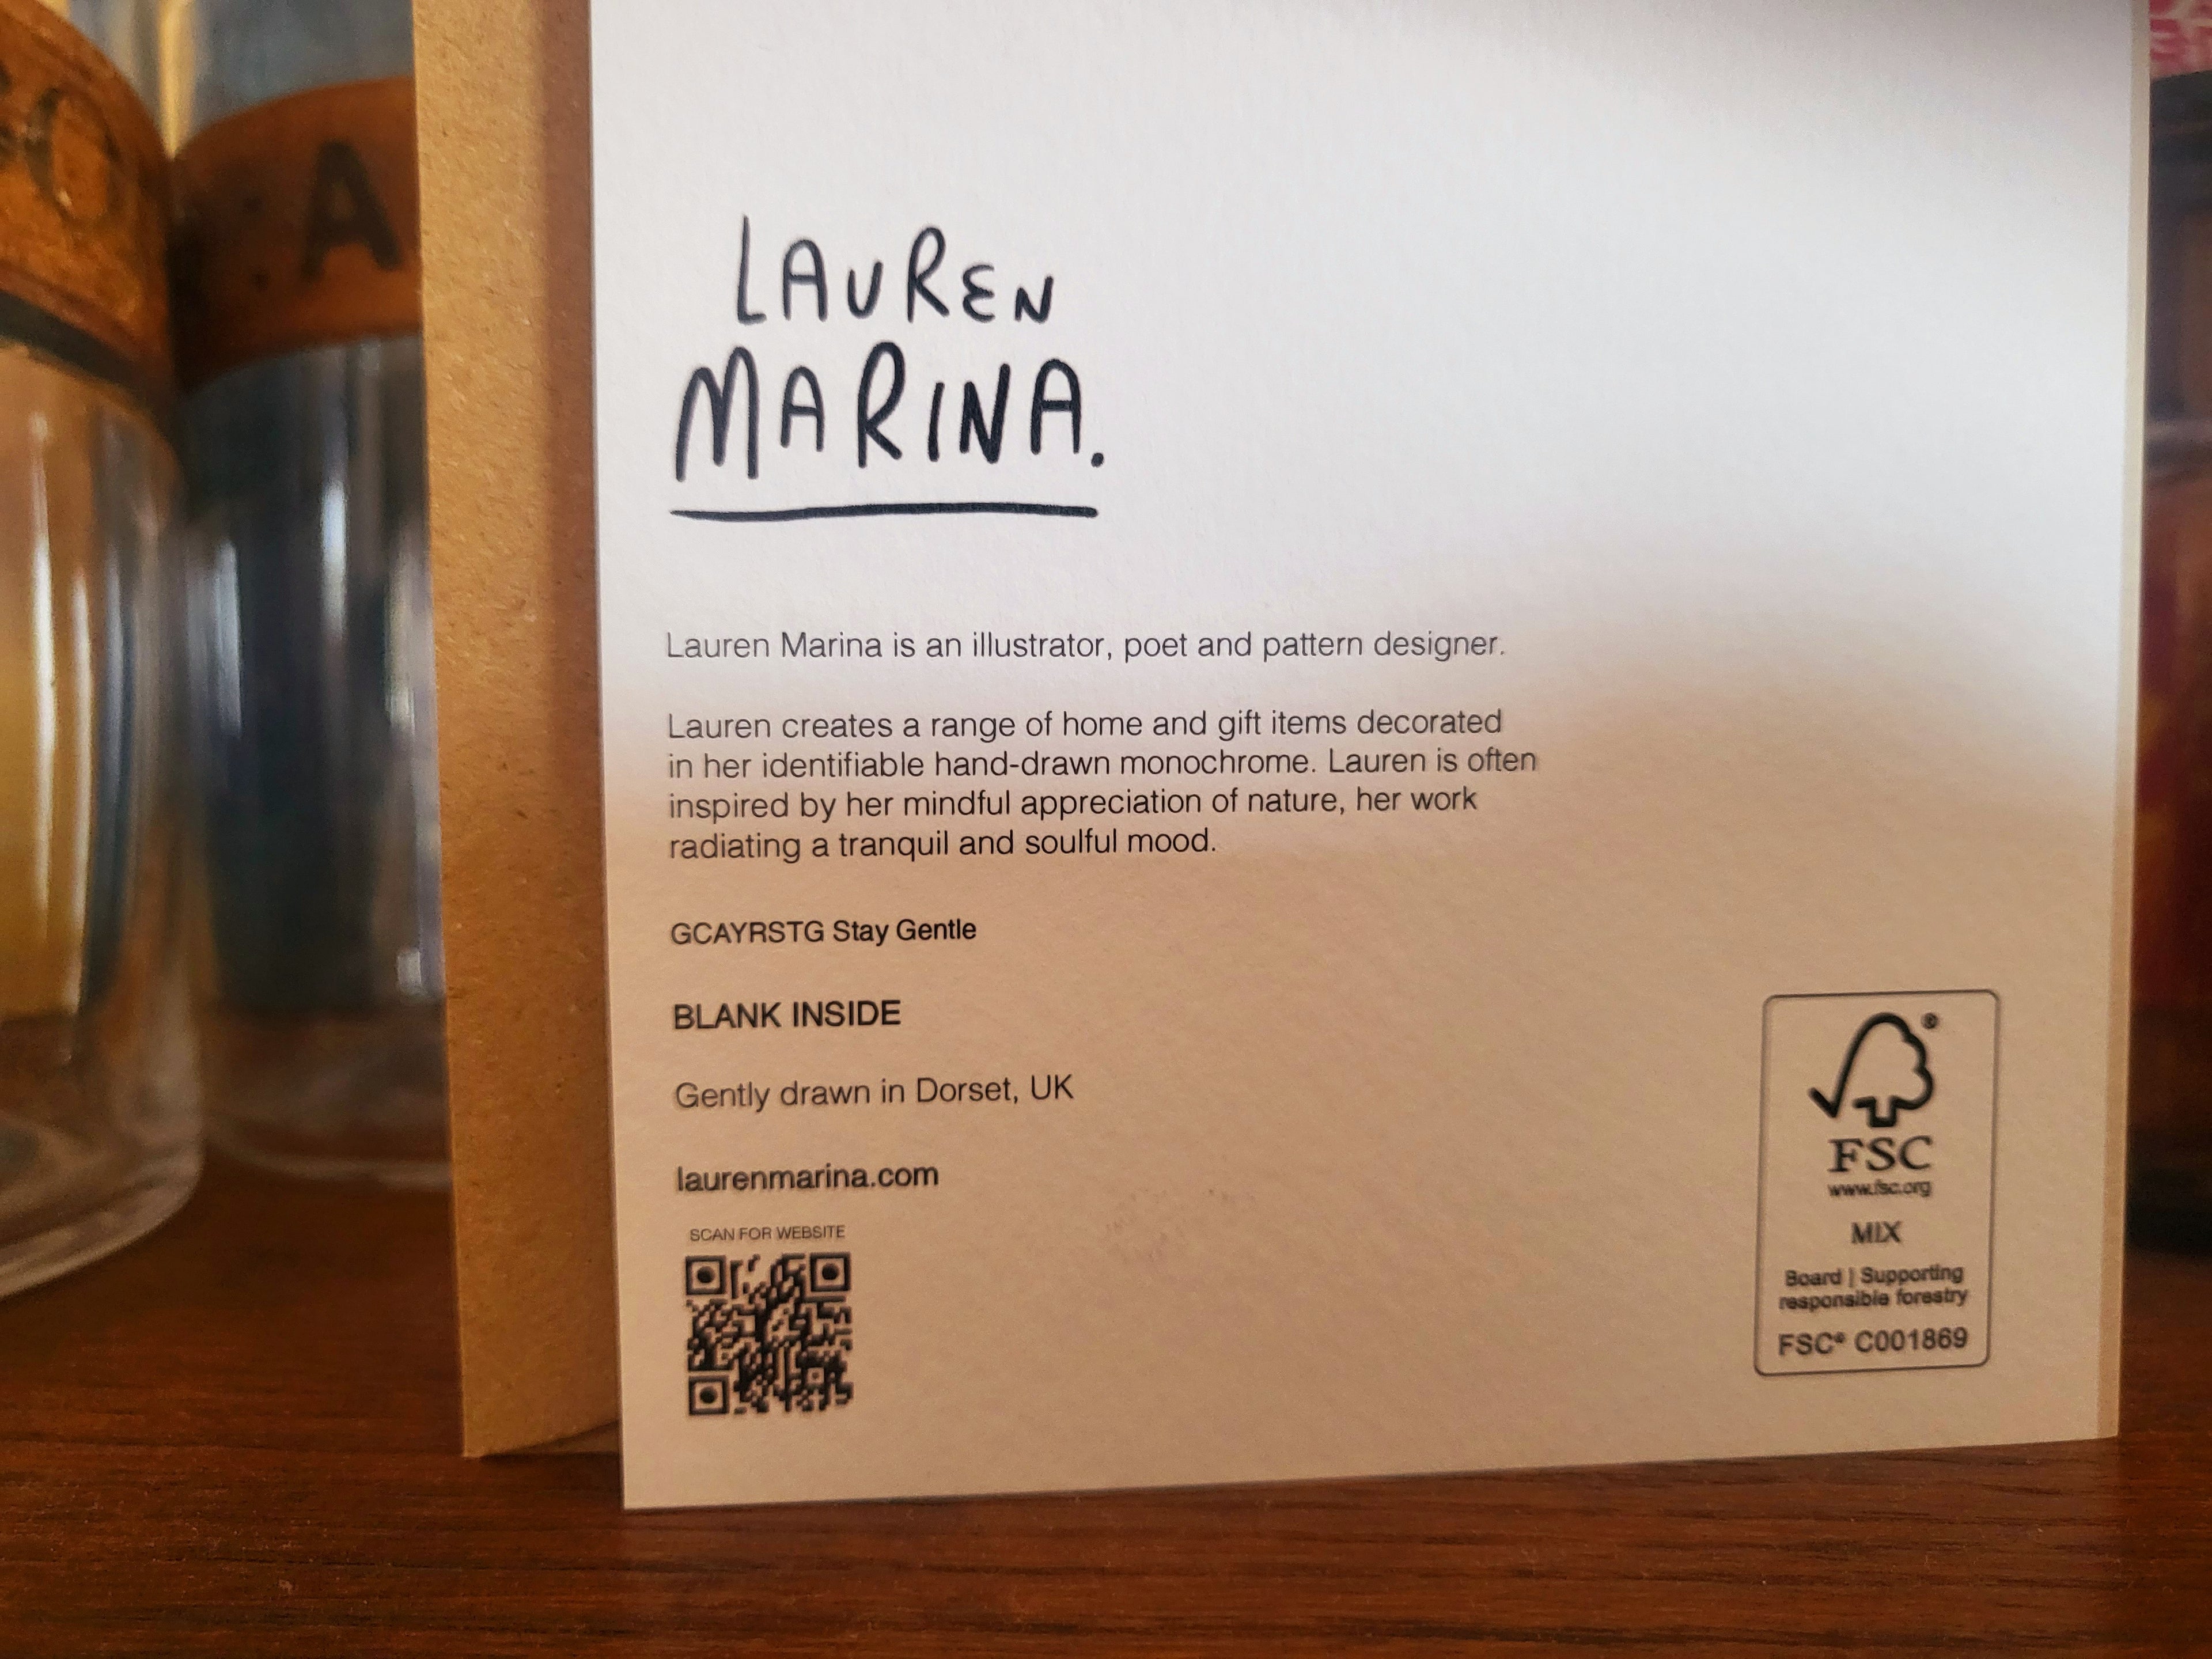 A
LAUREN
MARINA.
Lauren Marina is an illustrator, poet and pattern designer.
Lauren creates a range of home and gift items decorated
in her identifiable hand-drawn monochrome. Lauren is often
inspired by her mindful appreciation of nature, her work
radiating a tranquil and soulful mood.
GCAYRSTG Stay Gentle
BLANK INSIDE
Gently drawn in Dorset, UK
laurenmarina.com
SCAN FOR WEBSITE
®
FSC
www.fsc.org
MIX
Board | Supporting
responsible forestry
FSC® C001869